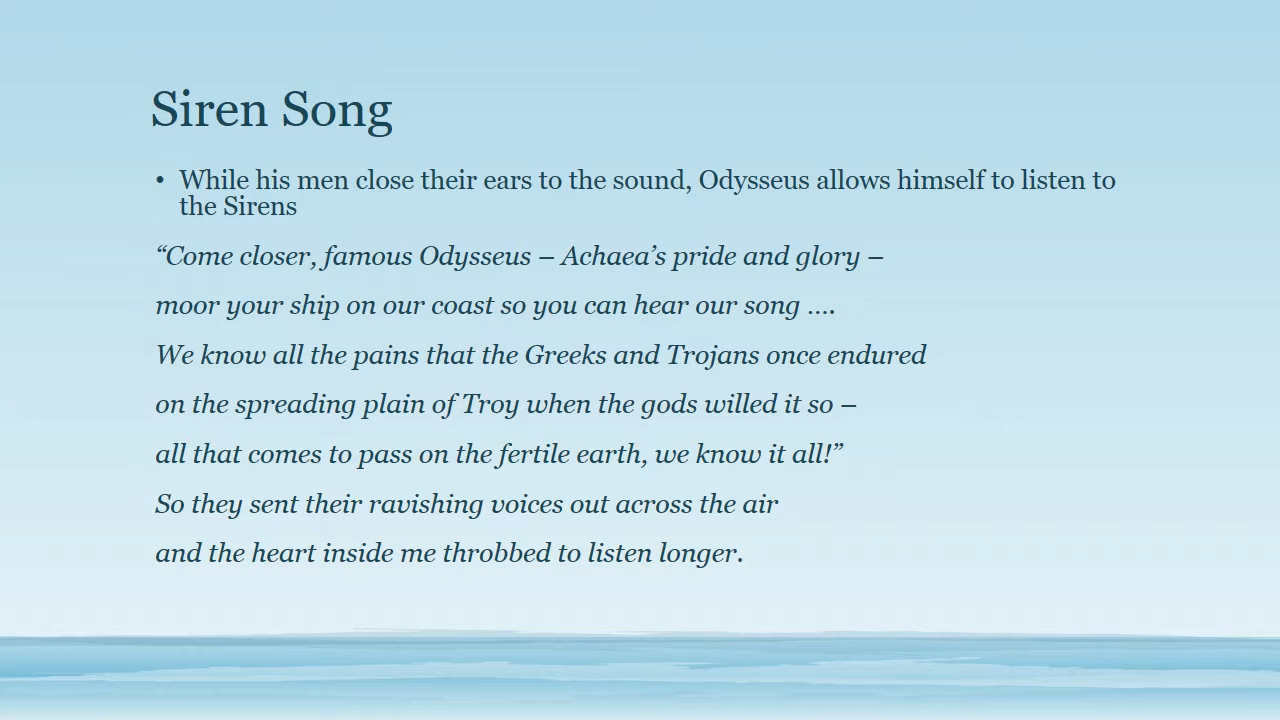 Siren Song
• While his men close their ears to the sound, Odysseus allows himself to listen to
the Sirens
“Come closer, famous Odysseus – Achaea’s pride and glory –
moor your ship on our coast so you can hear our song ….
We know all the pains that the Greeks and Trojans once endured
on the spreading plain of Troy when the gods willed it so –
all that comes to pass on the fertile earth, we know it all!”
So they sent their ravishing voices out across the air
and the heart inside me throbbed to listen longer.